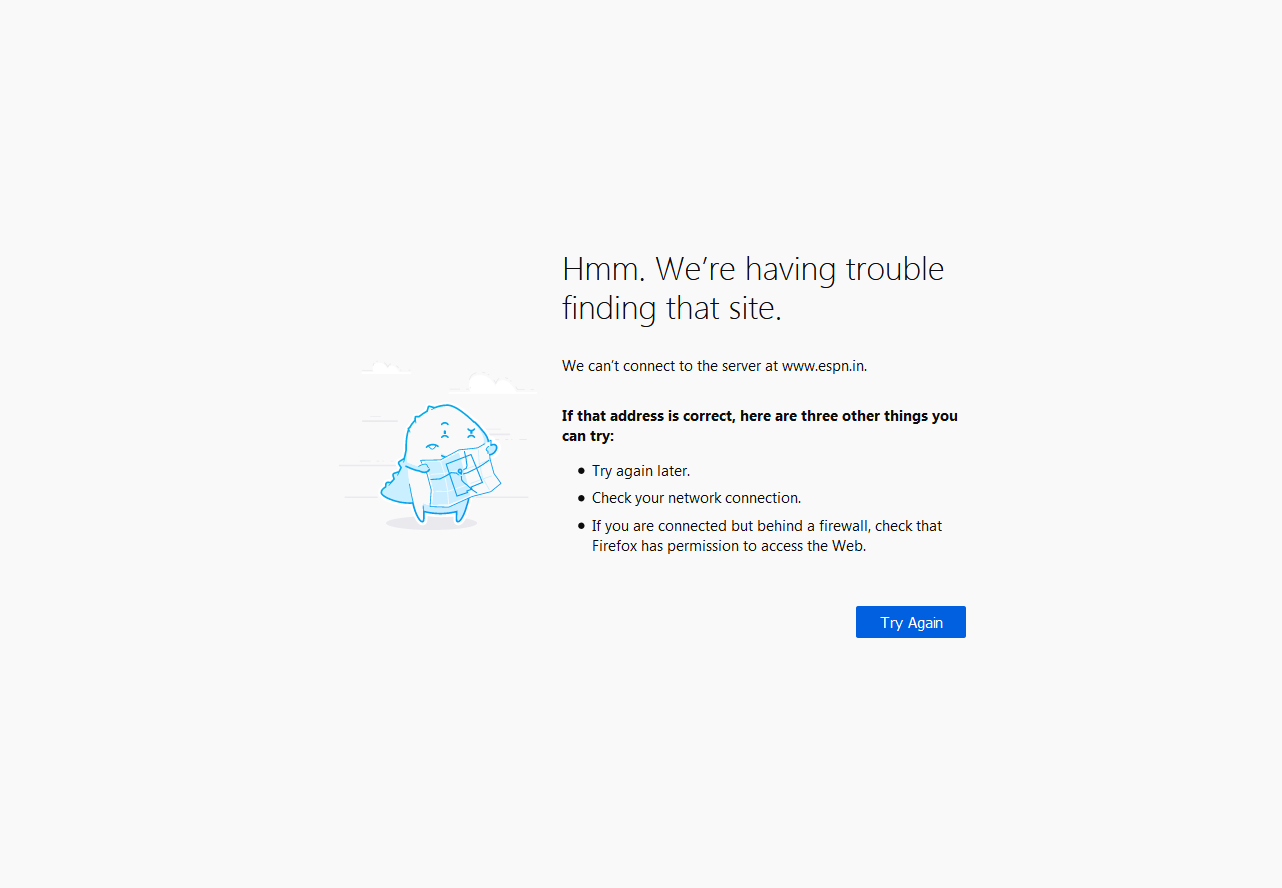 Hmm. We’re having trouble
finding that site.
We can’t connect to the server at www.espn.in.
If that address is correct, here are three other things you
can try:
Try again later.
Check your network connection.
If you are connected but behind a firewall, check that
Firefox has permission to access the Web.
Try Again